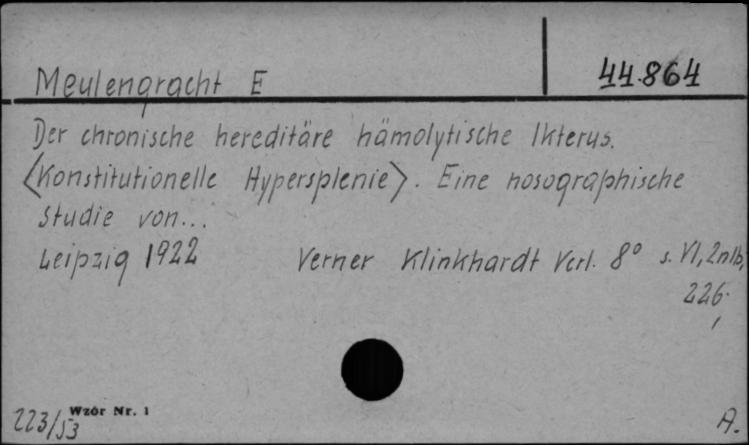 Meulengracht E 44.864
Der chronische hereditäre hämolytische Ikterus.
<Konstitutionelle Hypersplenie>. Eine nosographische
Studie von...
Leipzig 1922 Verner Klinkhardt Verl. 8° s. VI, 2nlb,
226.
223/53 Wzór Nr. 1 A.